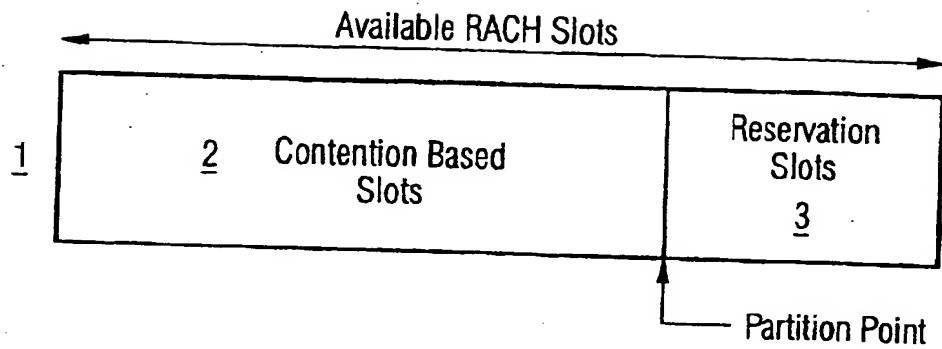 Available RACH Slots
1
2 Contention Based
Slots
Reservation
Slots
3
Partition Point